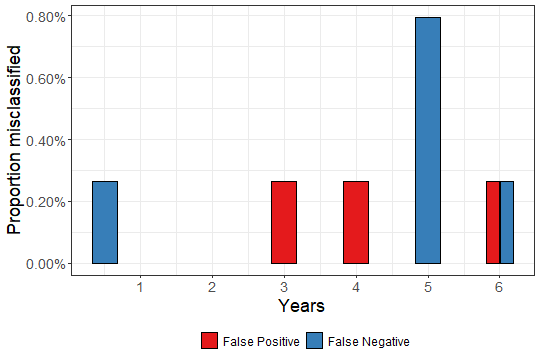 Proportion misclassified
0.80%
0.60%
0.40%
0.20%
0.00%
1 2 3 4 5 6
Years
False Positive False Negative